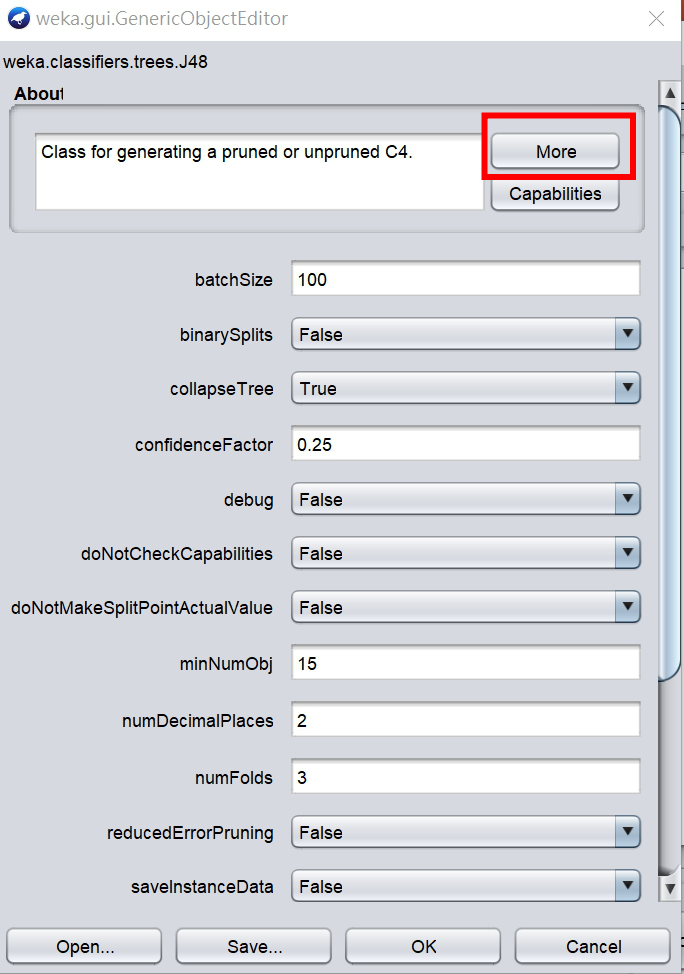 weka.gui.GenericObjectEditor
weka.classifiers.trees.J48
About
Class for generating a pruned or unpruned C4.
More
Capabilities
batchSize 100
binarySplits False
collapseTree True
confidenceFactor 0.25
debug False
doNotCheckCapabilities False
doNotMakeSplitPointActualValue False
minNumObj 15
numDecimalPlaces 2
numFolds 3
reducedErrorPruning False
saveInstanceData False
Open... Save... OK Cancel